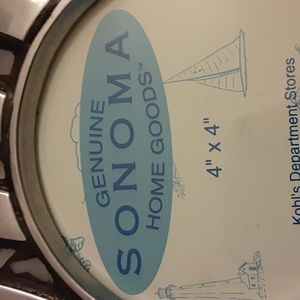 GENUINE
SONOMA
HOME GOODS™
4" x 4"
Kohl's Department Stores